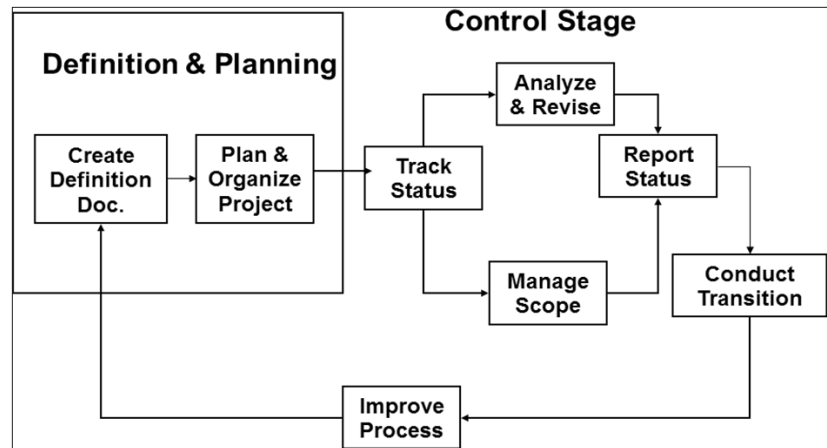 Control Stage
Definition & Planning
Analyze
& Revise
Create
Definition
Doc.
Plan &
Organize
Project
Track
Status
Report
Status
Manage
Scope
Conduct
Transition
Improve
Process